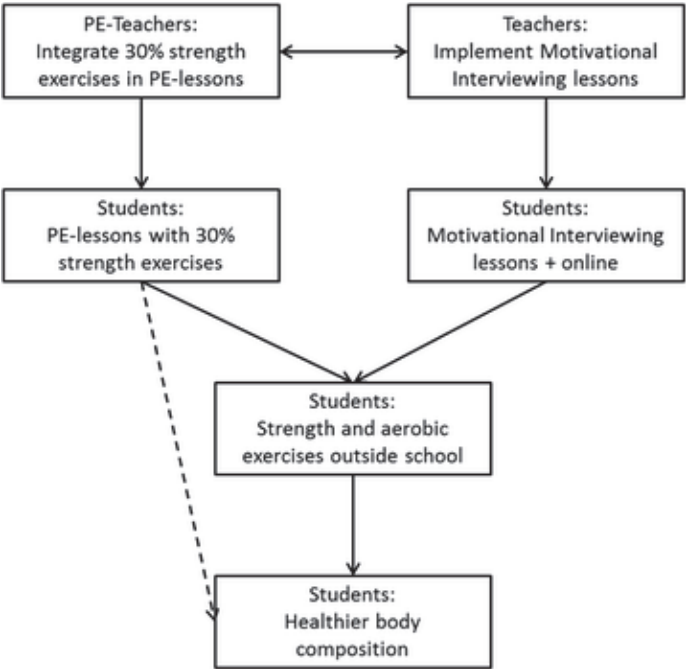 PE-Teachers:
Integrate 30% strength
exercises in PE-lessons
Teachers:
Implement Motivational
Interviewing lessons
Students:
PE-lessons with 30%
strength exercises
Students:
Motivational Interviewing
lessons + online
Students:
Strength and aerobic
exercises outside school
Students:
Healthier body
composition